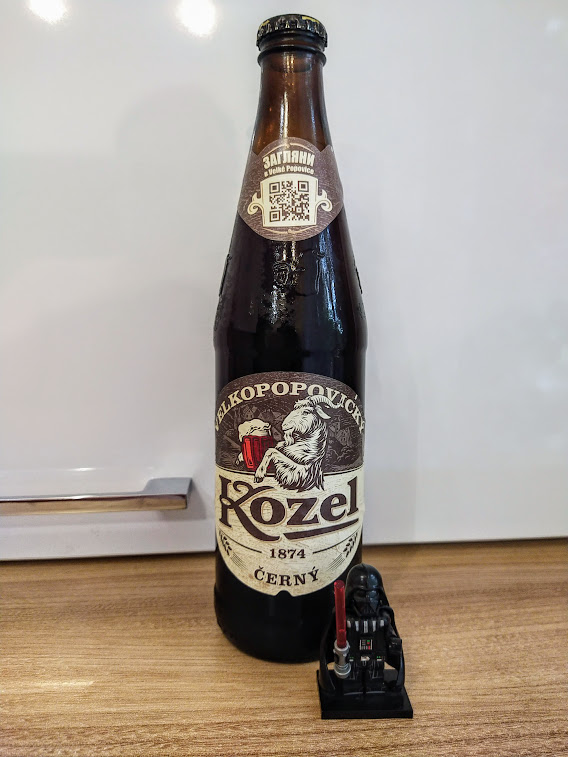 ЗАГЛЯНИ
в Velké Popovice
VELKOPOPOVICKÝ
Kozel
1874
ČERNÝ